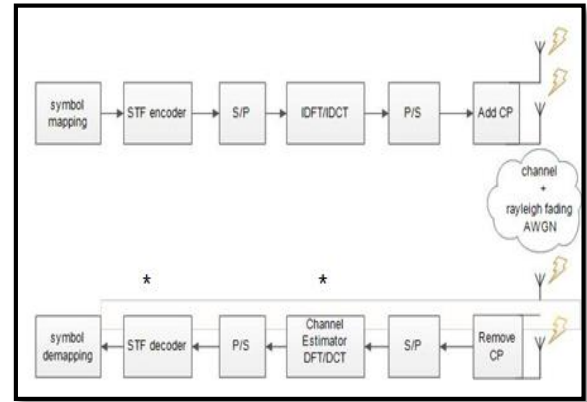 symbol
mapping
STF encoder
S/P
IDFT/IDCT
P/S
Add CP
channel
+
rayleigh fading
AWGN
*
*
symbol
demapping
STF decoder
P/S
Channel
Estimator
DFT/DCT
S/P
Remove
CP